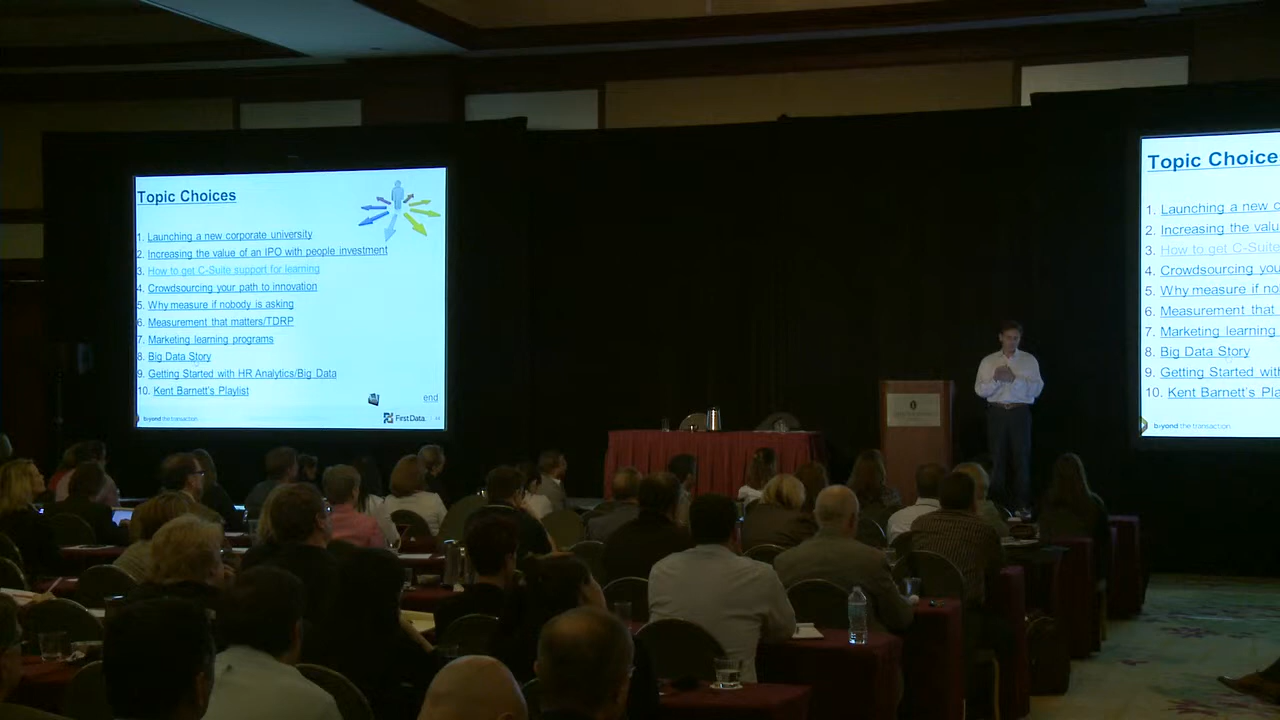 Topic Choices
1. Launching a new corporate university
2. Increasing the value of an IPO with people investment
3. How to get C-Suite support for learning
4. Crowdsourcing your path to innovation
5. Why measure if nobody is asking
6. Measurement that matters/TDRP
7. Marketing learning programs
8. Big Data Story
9. Getting Started with HR Analytics/Big Data
10. Kent Barnett's Playlist
end
beyond the transaction
First Data.
Topic Choice
1. Launching a new c
2. Increasing the valu
3. How to get C-Suite
4. Crowdsourcing you
5. Why measure if no
6. Measurement that
7. Marketing learning
8. Big Data Story
9. Getting Started with
10. Kent Barnett's Pla
beyond the transaction